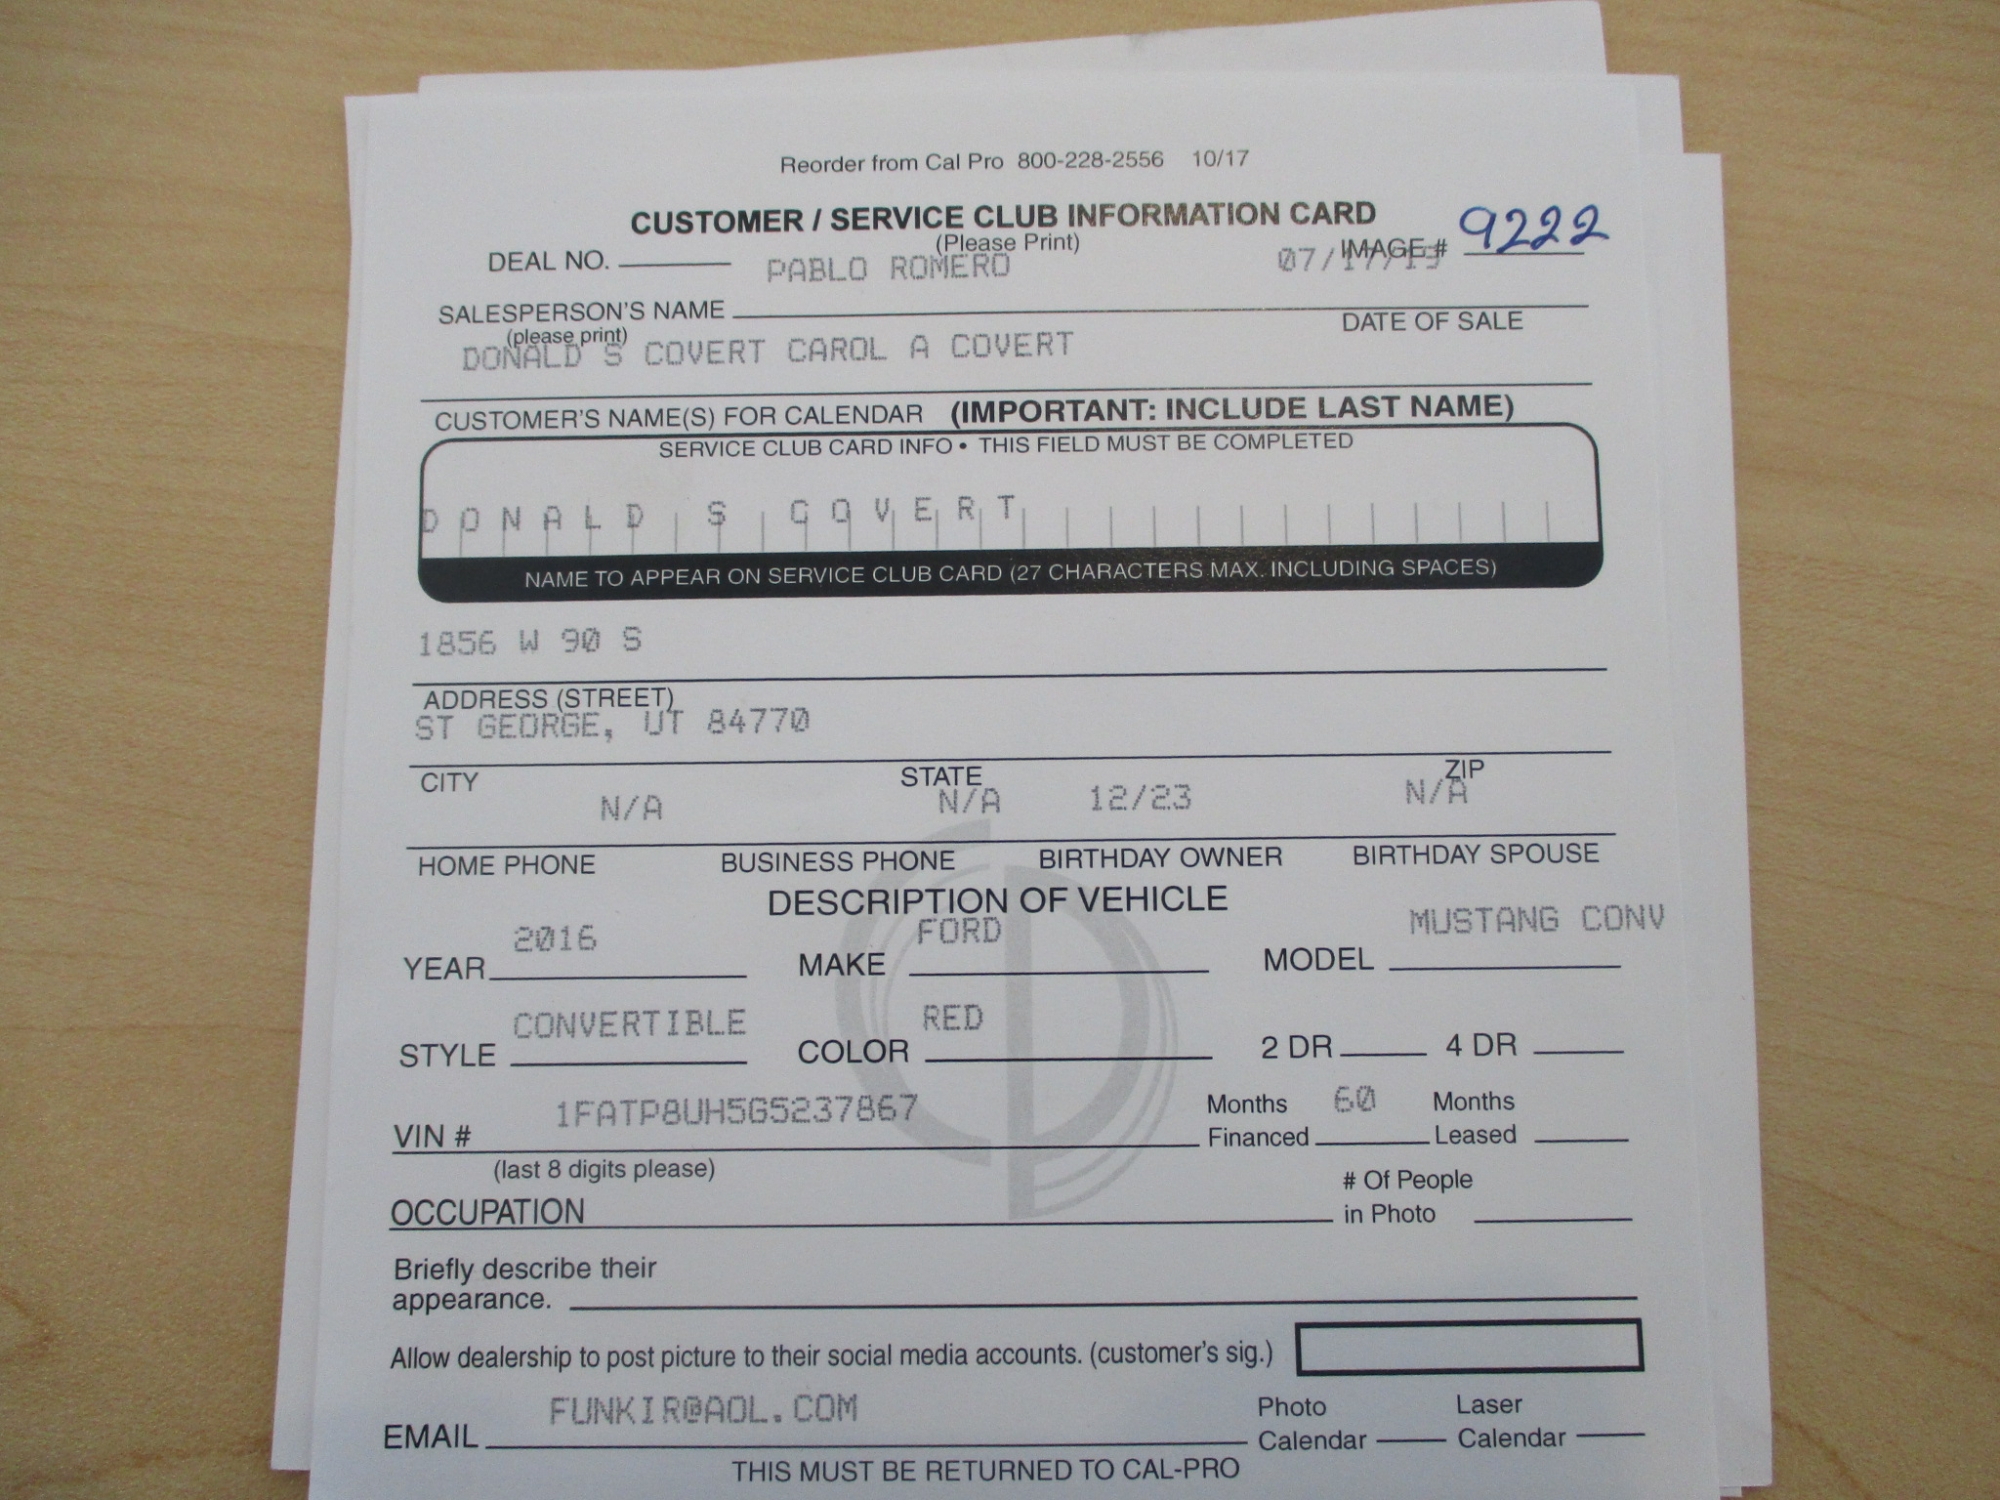 Reorder from Cal Pro 800-228-2556 10/17
CUSTOMER / SERVICE CLUB INFORMATION CARD
(Please Print)
DEAL NO. PABLO ROMERO 07/17/19 IMAGE# 9222
SALESPERSON'S NAME
(please print)
DATE OF SALE
DONALD S COVERT CAROL A COVERT
CUSTOMER'S NAME(S) FOR CALENDAR (IMPORTANT: INCLUDE LAST NAME)
SERVICE CLUB CARD INFO • THIS FIELD MUST BE COMPLETED
DONALD S COVERT
NAME TO APPEAR ON SERVICE CLUB CARD (27 CHARACTERS MAX. INCLUDING SPACES)
1856 W 90 S
ADDRESS (STREET)
ST GEORGE, UT 84770
CITY STATE ZIP
N/A N/A 12/23 N/A
HOME PHONE BUSINESS PHONE BIRTHDAY OWNER BIRTHDAY SPOUSE
DESCRIPTION OF VEHICLE
YEAR 2016 MAKE FORD MODEL MUSTANG CONV
STYLE CONVERTIBLE COLOR RED 2 DR 4 DR
VIN # 1FATP8UH5G5237867 Months Financed 60 Months Leased
(last 8 digits please)
OCCUPATION # Of People in Photo
Briefly describe their
appearance.
Allow dealership to post picture to their social media accounts. (customer's sig.)
EMAIL FUNKIR@AOL.COM Photo Calendar Laser Calendar
THIS MUST BE RETURNED TO CAL-PRO